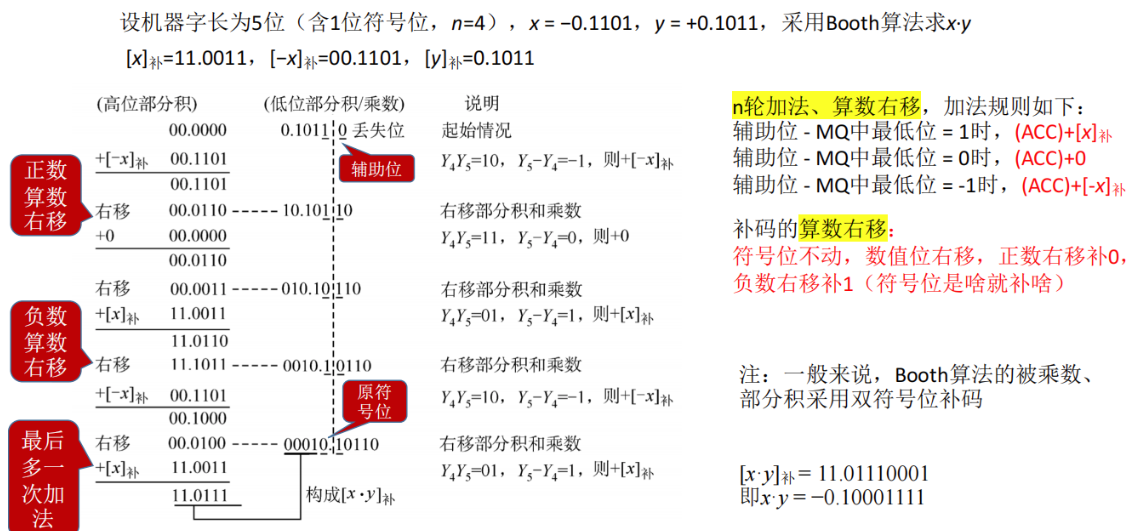 设机器字长为5位（含1位符号位，n=4），x = −0.1101，y = +0.1011，采用Booth算法求x·y
[x]补=11.0011，[−x]补=00.1101，[y]补=0.1011
(高位部分积) (低位部分积/乘数) 说明
00.0000 0.1011 0 丢失位 起始情况
辅助位
+[−x]补 00.1101 Y4Y5=10，Y5−Y4=−1，则+[−x]补
00.1101
正数
算数
右移
右移 00.0110 10.101 10 右移部分积和乘数
+0 00.0000 Y4Y5=11，Y5−Y4=0，则+0
00.0110
右移 00.0011 010.10 110 右移部分积和乘数
+[x]补 11.0011 Y4Y5=01，Y5−Y4=1，则+[x]补
11.0110
负数
算数
右移
右移 11.1011 0010.1 0110 右移部分积和乘数
+[−x]补 00.1101 Y4Y5=10，Y5−Y4=−1，则+[−x]补
00.1000
原符
号位
右移 00.0100 00010. 10110 右移部分积和乘数
+[x]补 11.0011 Y4Y5=01，Y5−Y4=1，则+[x]补
11.0111 构成[x·y]补
最后
多一
次加
法
n轮加法、算数右移，加法规则如下：
辅助位 - MQ中最低位 = 1时，(ACC)+[x]补
辅助位 - MQ中最低位 = 0时，(ACC)+0
辅助位 - MQ中最低位 = -1时，(ACC)+[-x]补
补码的算数右移：
符号位不动，数值位右移，正数右移补0，
负数右移补1（符号位是啥就补啥）
注：一般来说，Booth算法的被乘数、
部分积采用双符号位补码
[x·y]补= 11.01110001
即x·y = −0.10001111